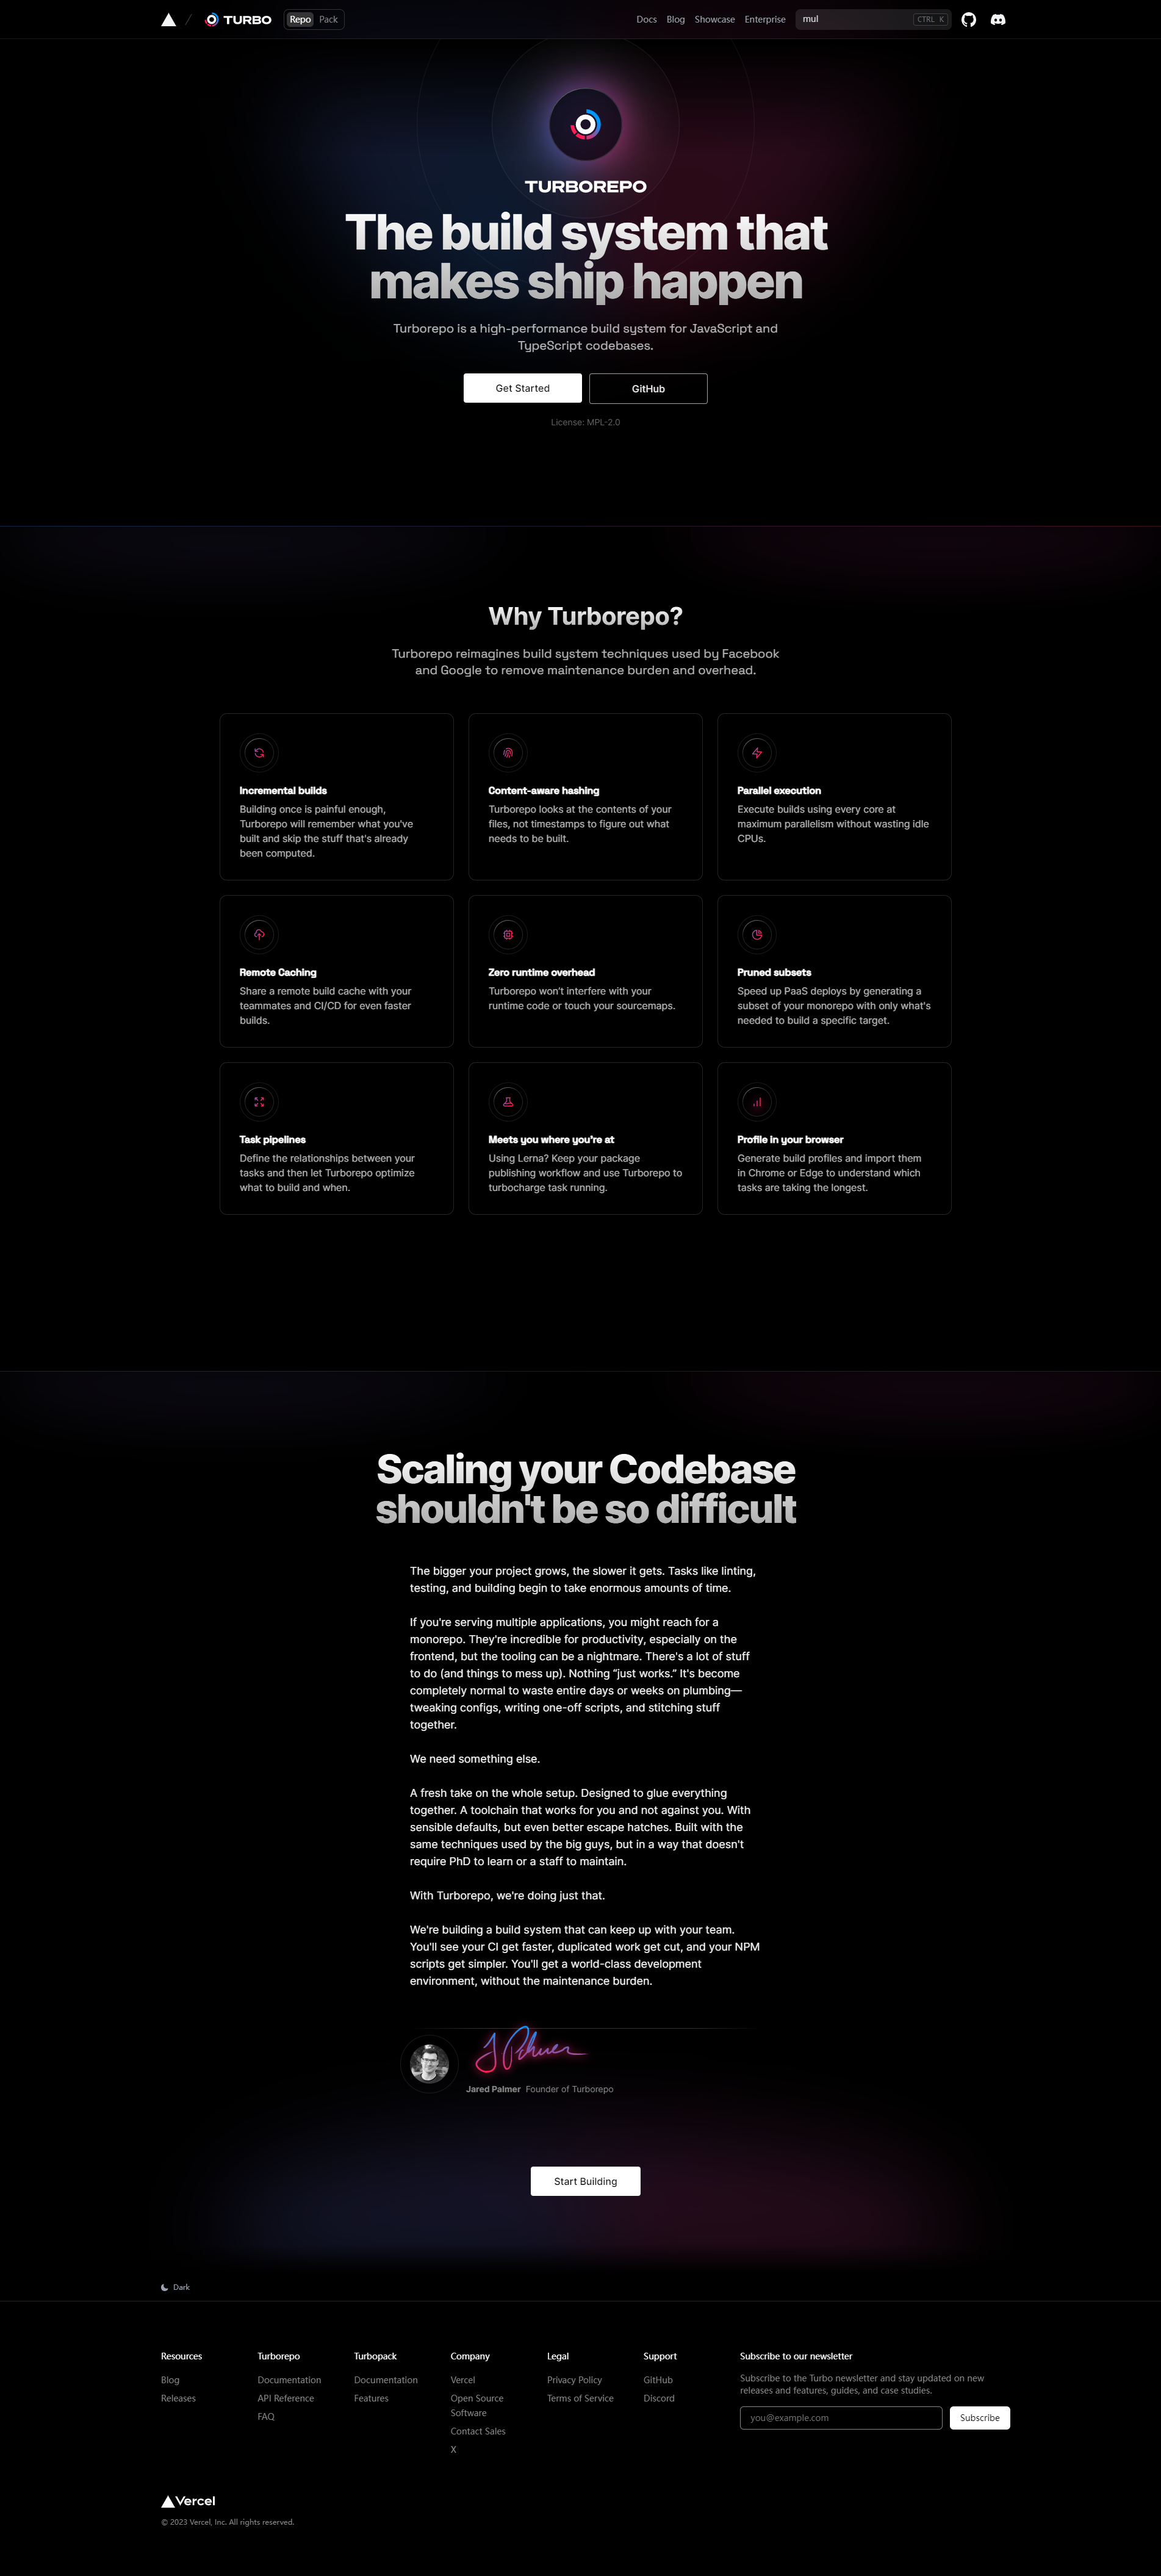 TURBO
Repo Pack
Docs Blog Showcase Enterprise
mul
CTRL K
TURBOREPO
The build system that
makes ship happen
Turborepo is a high-performance build system for JavaScript and
TypeScript codebases.
Get Started
GitHub
License: MPL-2.0
Why Turborepo?
Turborepo reimagines build system techniques used by Facebook
and Google to remove maintenance burden and overhead.
Incremental builds
Building once is painful enough,
Turborepo will remember what you've
built and skip the stuff that's already
been computed.
Content-aware hashing
Turborepo looks at the contents of your
files, not timestamps to figure out what
needs to be built.
Parallel execution
Execute builds using every core at
maximum parallelism without wasting idle
CPUs.
Remote Caching
Share a remote build cache with your
teammates and CI/CD for even faster
builds.
Zero runtime overhead
Turborepo won't interfere with your
runtime code or touch your sourcemaps.
Pruned subsets
Speed up PaaS deploys by generating a
subset of your monorepo with only what's
needed to build a specific target.
Task pipelines
Define the relationships between your
tasks and then let Turborepo optimize
what to build and when.
Meets you where you're at
Using Lerna? Keep your package
publishing workflow and use Turborepo to
turbocharge task running.
Profile in your browser
Generate build profiles and import them
in Chrome or Edge to understand which
tasks are taking the longest.
Scaling your Codebase
shouldn't be so difficult
The bigger your project grows, the slower it gets. Tasks like linting,
testing, and building begin to take enormous amounts of time.
If you're serving multiple applications, you might reach for a
monorepo. They're incredible for productivity, especially on the
frontend, but the tooling can be a nightmare. There's a lot of stuff
to do (and things to mess up). Nothing “just works.” It's become
completely normal to waste entire days or weeks on plumbing—
tweaking configs, writing one-off scripts, and stitching stuff
together.
We need something else.
A fresh take on the whole setup. Designed to glue everything
together. A toolchain that works for you and not against you. With
sensible defaults, but even better escape hatches. Built with the
same techniques used by the big guys, but in a way that doesn't
require PhD to learn or a staff to maintain.
With Turborepo, we're doing just that.
We're building a build system that can keep up with your team.
You'll see your CI get faster, duplicated work get cut, and your NPM
scripts get simpler. You'll get a world-class development
environment, without the maintenance burden.
J Palmer
Jared Palmer Founder of Turborepo
Start Building
Dark
Resources
Blog
Releases
Turborepo
Documentation
API Reference
FAQ
Turbopack
Documentation
Features
Company
Vercel
Open Source
Software
Contact Sales
X
Legal
Privacy Policy
Terms of Service
Support
GitHub
Discord
Subscribe to our newsletter
Subscribe to the Turbo newsletter and stay updated on new
releases and features, guides, and case studies.
you@example.com
Subscribe
Vercel
© 2023 Vercel, Inc. All rights reserved.